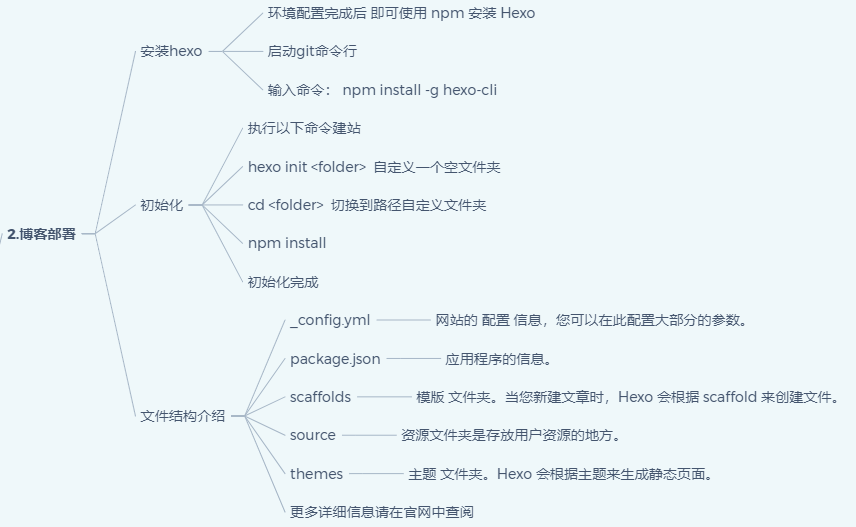 2.博客部署
安装hexo
环境配置完成后 即可使用 npm 安装 Hexo
启动git命令行
输入命令： npm install -g hexo-cli
初始化
执行以下命令建站
hexo init <folder> 自定义一个空文件夹
cd <folder> 切换到路径自定义文件夹
npm install
初始化完成
文件结构介绍
_config.yml
网站的 配置 信息，您可以在此配置大部分的参数。
package.json
应用程序的信息。
scaffolds
模版 文件夹。当您新建文章时，Hexo 会根据 scaffold 来创建文件。
source
资源文件夹是存放用户资源的地方。
themes
主题 文件夹。Hexo 会根据主题来生成静态页面。
更多详细信息请在官网中查阅